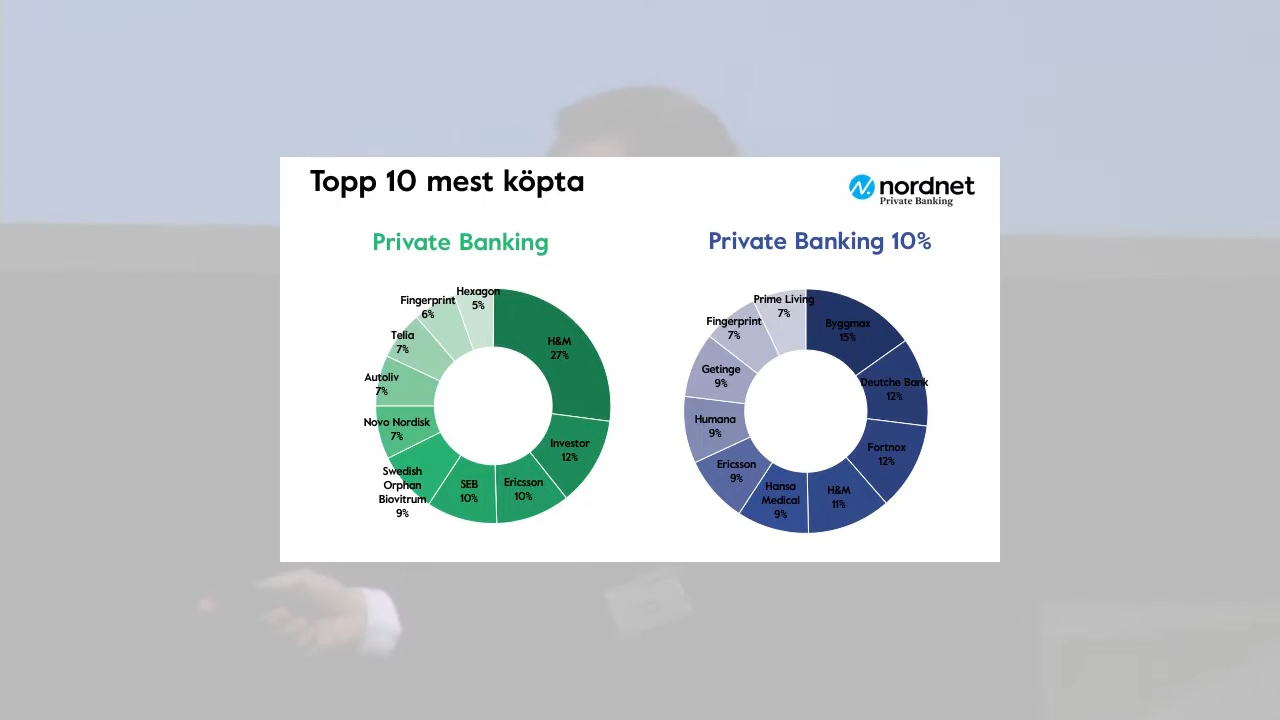 Topp 10 mest köpta
nordnet
Private Banking
Private Banking
Hexagon
5%
Fingerprint
6%
Telia
7%
Autoliv
7%
Novo Nordisk
7%
Swedish
Orphan
Biovitrum
9%
SEB
10%
Ericsson
10%
Investor
12%
H&M
27%
Private Banking 10%
Prime Living
7%
Fingerprint
7%
Getinge
9%
Humana
9%
Ericsson
9%
Hansa
Medical
9%
H&M
11%
Fortnox
12%
Deutche Bank
12%
Byggmax
15%